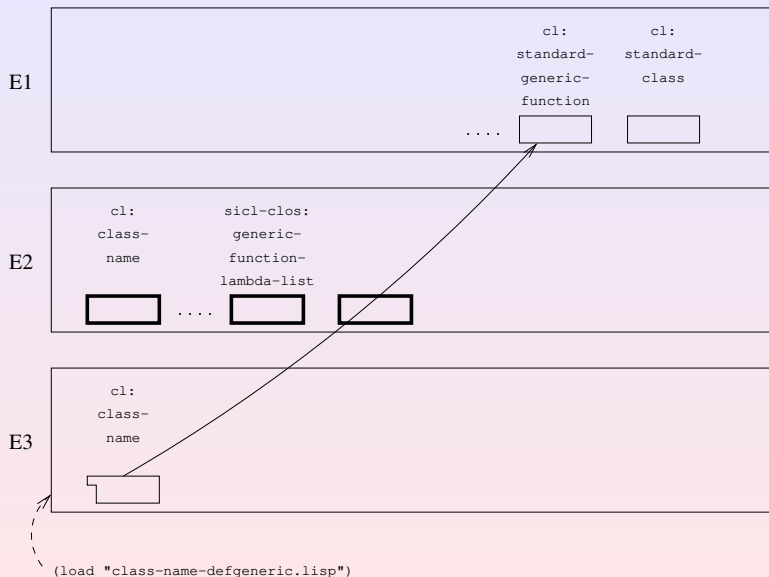 cl:
standard-
generic-
function
cl:
standard-
class
E1
. . . .
cl:
class-
name
sicl-clos:
generic-
function-
lambda-list
E2
. . . .
cl:
class-
name
E3
(load "class-name-defgeneric.lisp")